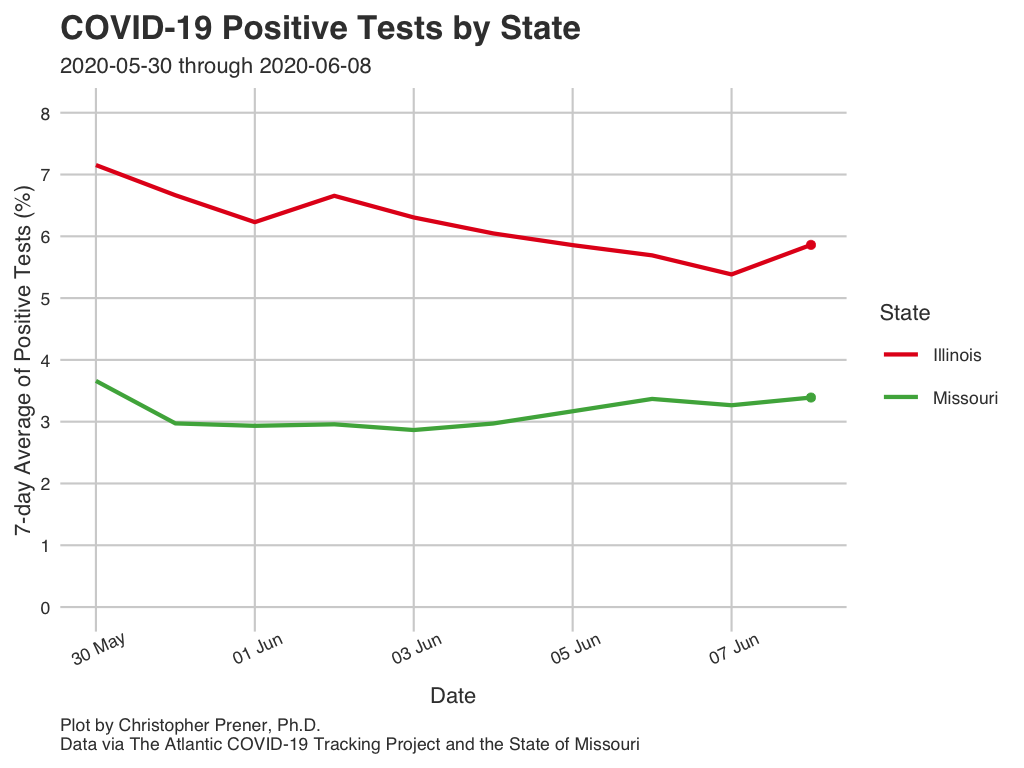 COVID-19 Positive Tests by State
2020-05-30 through 2020-06-08
7-day Average of Positive Tests (%)
8
7
6
5
4
3
2
1
0
30 May
01 Jun
03 Jun
05 Jun
07 Jun
Date
State
Illinois
Missouri
Plot by Christopher Prener, Ph.D.
Data via The Atlantic COVID-19 Tracking Project and the State of Missouri